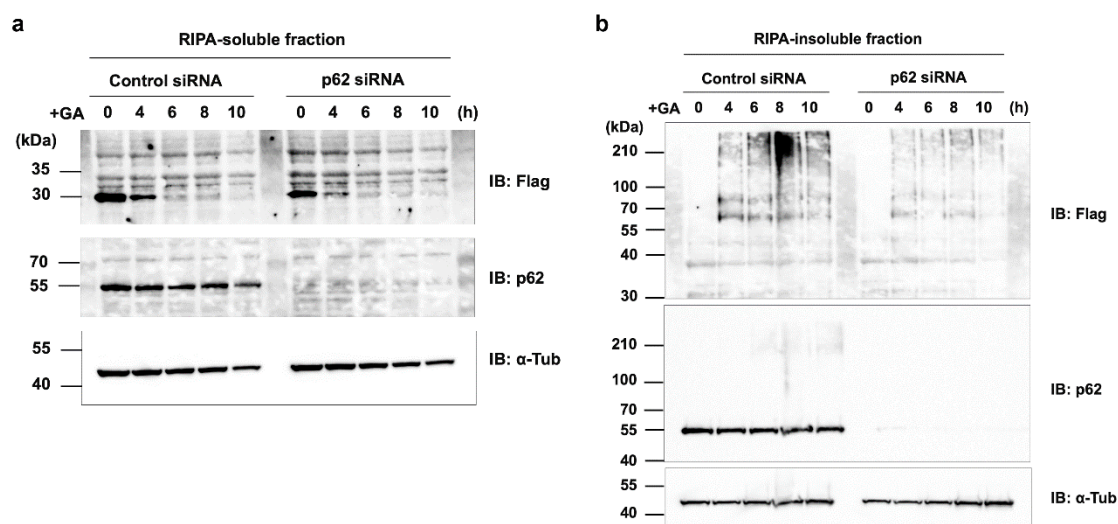 a
RIPA-soluble fraction
Control siRNA p62 siRNA
+GA 0 4 6 8 10 0 4 6 8 10 (h)
(kDa)
35
30
IB: Flag
70
55
IB: p62
55
40
IB: α-Tub
b
RIPA-insoluble fraction
Control siRNA p62 siRNA
+GA 0 4 6 8 10 0 4 6 8 10 (h)
(kDa)
210
100
70
55
40
30
IB: Flag
210
100
70
55
40
IB: p62
55
40
IB: α-Tub